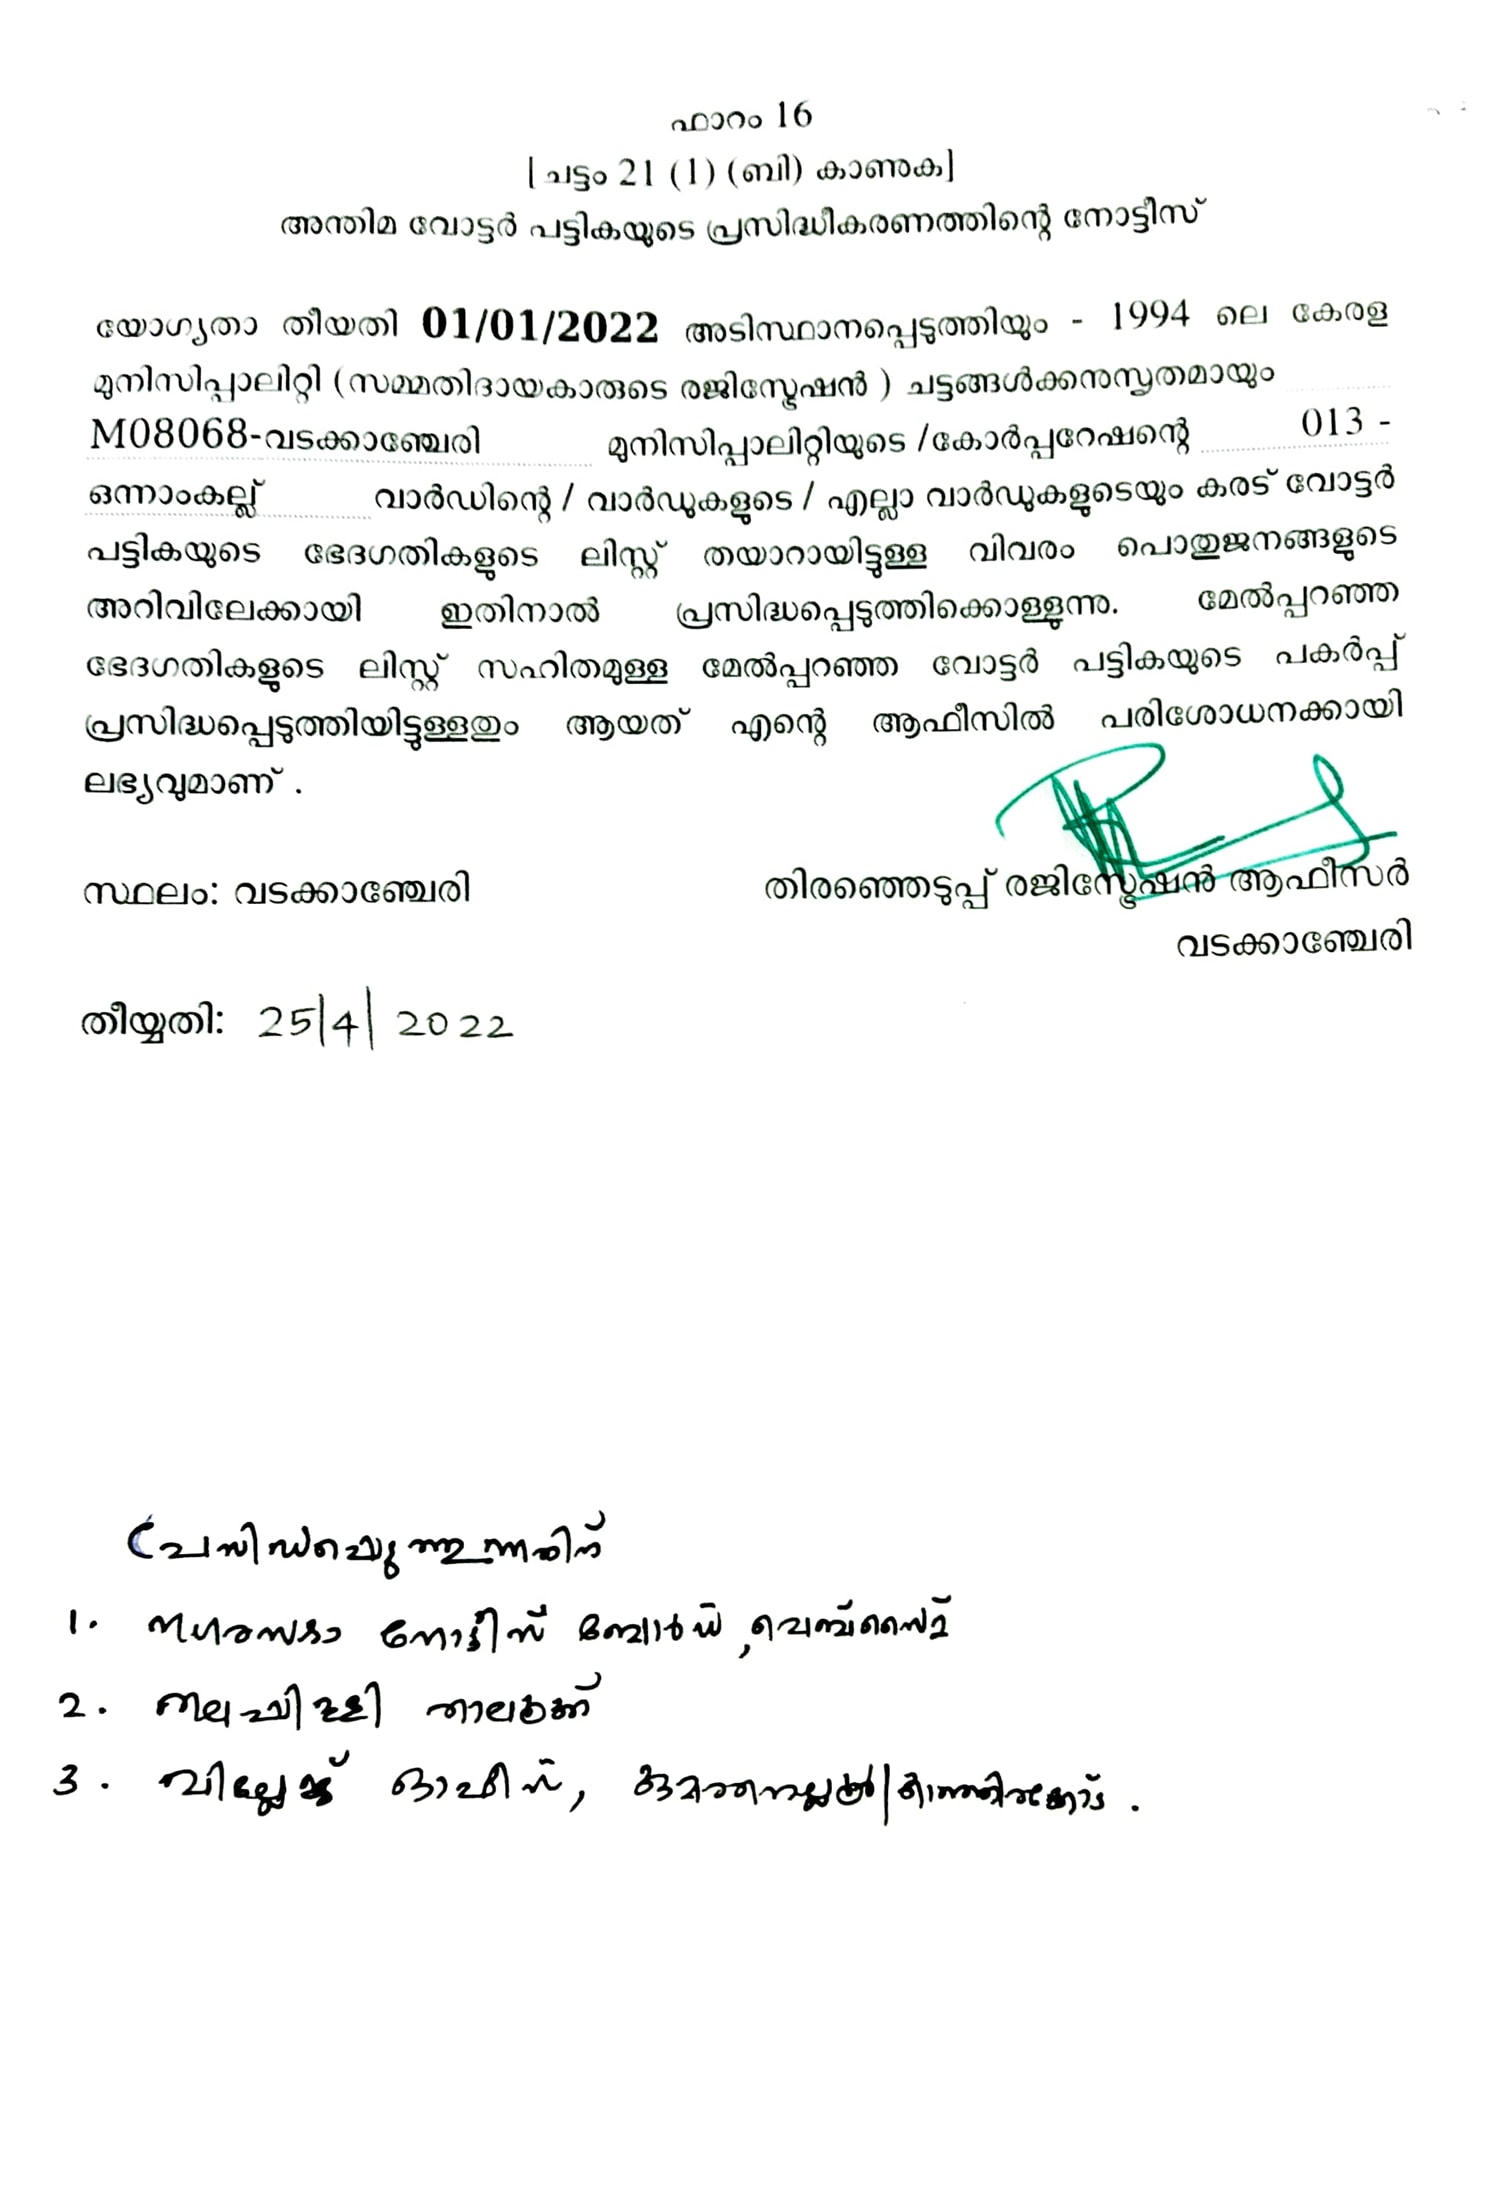 ഫാറം 16
[ ചട്ടം 21 (1) (ബി) കാണുക]
അന്തിമ വോട്ടർ പട്ടികയുടെ പ്രസിദ്ധീകരണത്തിന്റെ നോട്ടീസ്
യോഗ്യതാ തീയതി 01/01/2022 അടിസ്ഥാനപ്പെടുത്തിയും - 1994 ലെ കേരള
മുനിസിപ്പാലിറ്റി (സമ്മതിദായകാരുടെ രജിസ്ട്രേഷൻ ) ചട്ടങ്ങൾക്കനുസൃതമായും
M08068-വടക്കാഞ്ചേരി മുനിസിപ്പാലിറ്റിയുടെ /കോർപ്പറേഷന്റെ 013 -
ഒന്നാംകല്ല് വാർഡിന്റെ / വാർഡുകളുടെ / എല്ലാ വാർഡുകളുടെയും കരട് വോട്ടർ
പട്ടികയുടെ ഭേദഗതികളുടെ ലിസ്റ്റ് തയാറായിട്ടുള്ള വിവരം പൊതുജനങ്ങളുടെ
അറിവിലേക്കായി ഇതിനാൽ പ്രസിദ്ധപ്പെടുത്തിക്കൊള്ളുന്നു. മേൽപ്പറഞ്ഞ
ഭേദഗതികളുടെ ലിസ്റ്റ് സഹിതമുള്ള മേൽപ്പറഞ്ഞ വോട്ടർ പട്ടികയുടെ പകർപ്പ്
പ്രസിദ്ധപ്പെടുത്തിയിട്ടുള്ളതും ആയത് എന്റെ ആഫീസിൽ പരിശോധനക്കായി
ലഭ്യവുമാണ് .
സ്ഥലം: വടക്കാഞ്ചേരി തിരഞ്ഞെടുപ്പ് രജിസ്ട്രേഷൻ ആഫീസർ
വടക്കാഞ്ചേരി
തീയ്യതി: 25/4/ 2022
പ്രസിദ്ധപ്പെടുത്തുന്നതിന്
1. നഗരസഭാ നോട്ടീസ് ബോർഡ്, വെബ്സൈറ്റ്
2. തലപ്പിള്ളി താലൂക്ക്
3. വില്ലേജ് ഓഫീസ്,